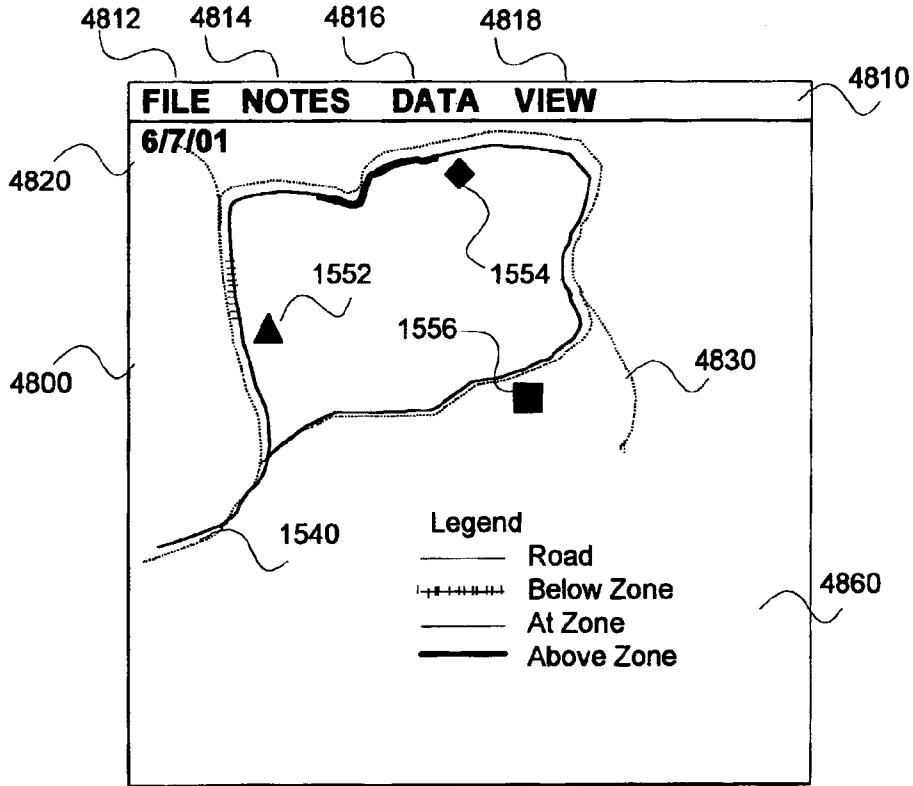 4812 4814 4816 4818
4810
FILE NOTES DATA VIEW
6/7/01
4820
1552
1554
1556
4830
4800
1540
Legend
Road
Below Zone
At Zone
Above Zone
4860